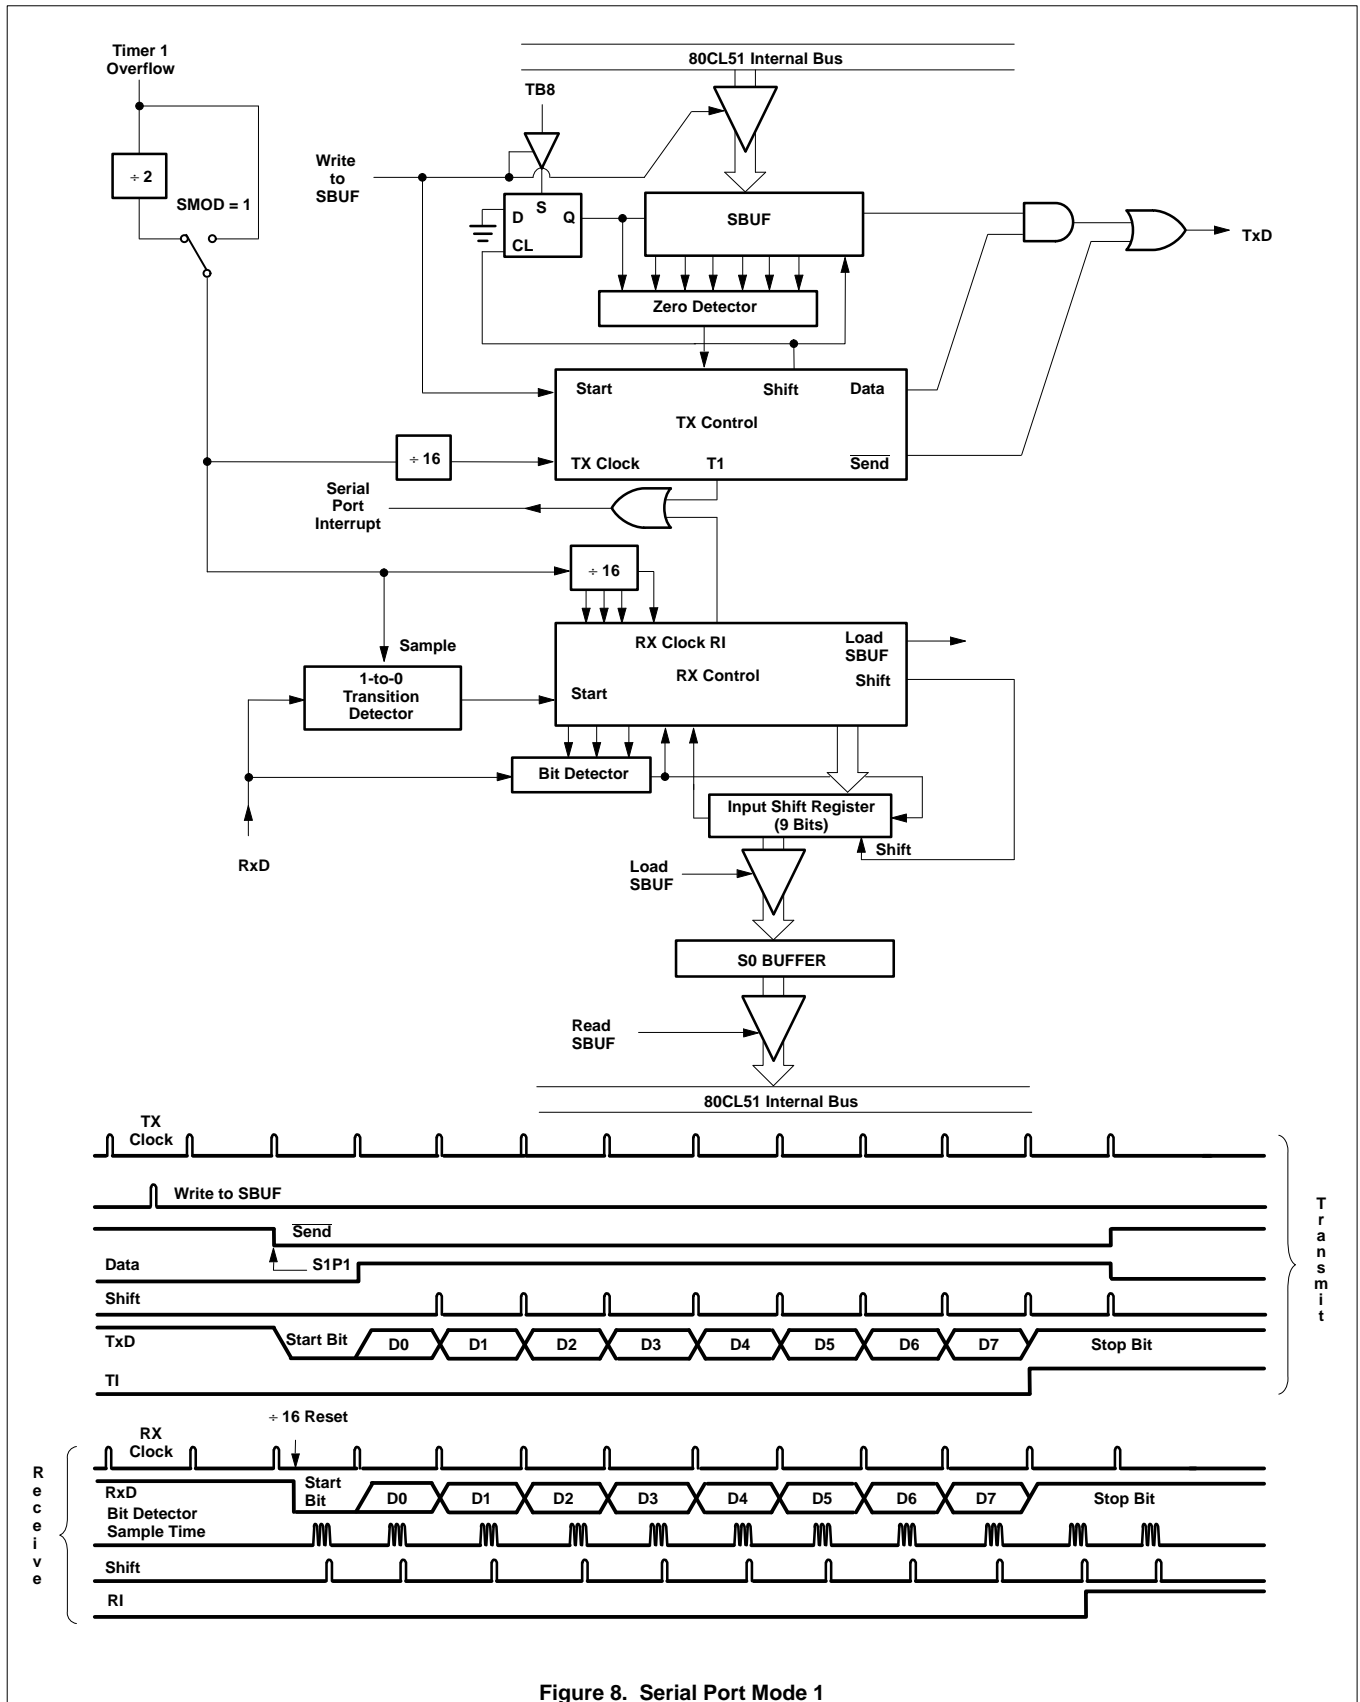 80CL51 Internal Bus
Timer 1
Overflow
TB8
÷ 2
SMOD = 1
Write
to
SBUF
D
S
Q
CL
SBUF
TxD
Zero Detector
Start
Shift
Data
TX Control
÷ 16
TX Clock
T1
Send
Serial
Port
Interrupt
÷ 16
Sample
RX Clock RI
Load
SBUF
RX Control
Shift
Start
1-to-0
Transition
Detector
Bit Detector
Input Shift Register
(9 Bits)
Shift
RxD
Load
SBUF
S0 BUFFER
Read
SBUF
80CL51 Internal Bus
TX
Clock
Write to SBUF
Send
Data
S1P1
Shift
TxD
Start Bit
D0
D1
D2
D3
D4
D5
D6
D7
Stop Bit
TI
Transmit
÷ 16 Reset
RX
Clock
RxD
Start
Bit
D0
D1
D2
D3
D4
D5
D6
D7
Stop Bit
Bit Detector
Sample Time
Shift
RI
Receive
Figure 8. Serial Port Mode 1